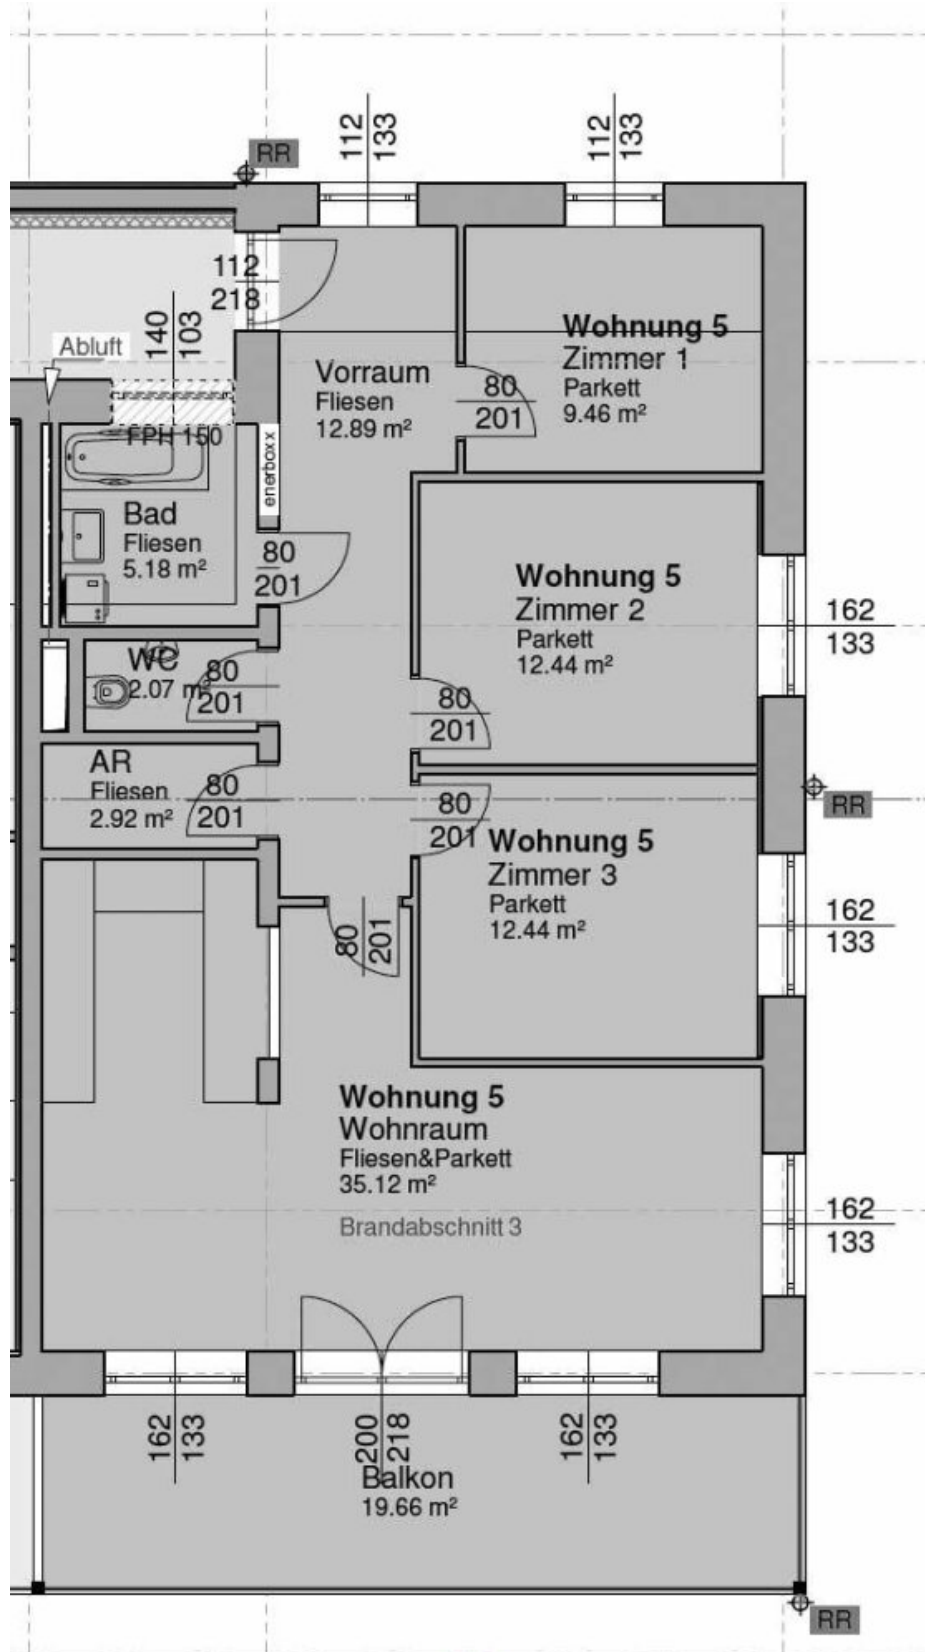 RR
112
133
112
133
112
218
140
103
Abluft
FPH 150
Vorraum
Fliesen
12.89 m²
Wohnung 5
Zimmer 1
Parkett
9.46 m²
80
201
enerboxx
Bad
Fliesen
5.18 m²
80
201
Wohnung 5
Zimmer 2
Parkett
12.44 m²
162
133
WC
2.07 m²
80
201
80
201
AR
Fliesen
2.92 m²
80
201
80
201
RR
Wohnung 5
Zimmer 3
Parkett
12.44 m²
80
201
162
133
Wohnung 5
Wohnraum
Fliesen&Parkett
35.12 m²
Brandabschnitt 3
162
133
162
133
200
218
162
133
Balkon
19.66 m²
RR